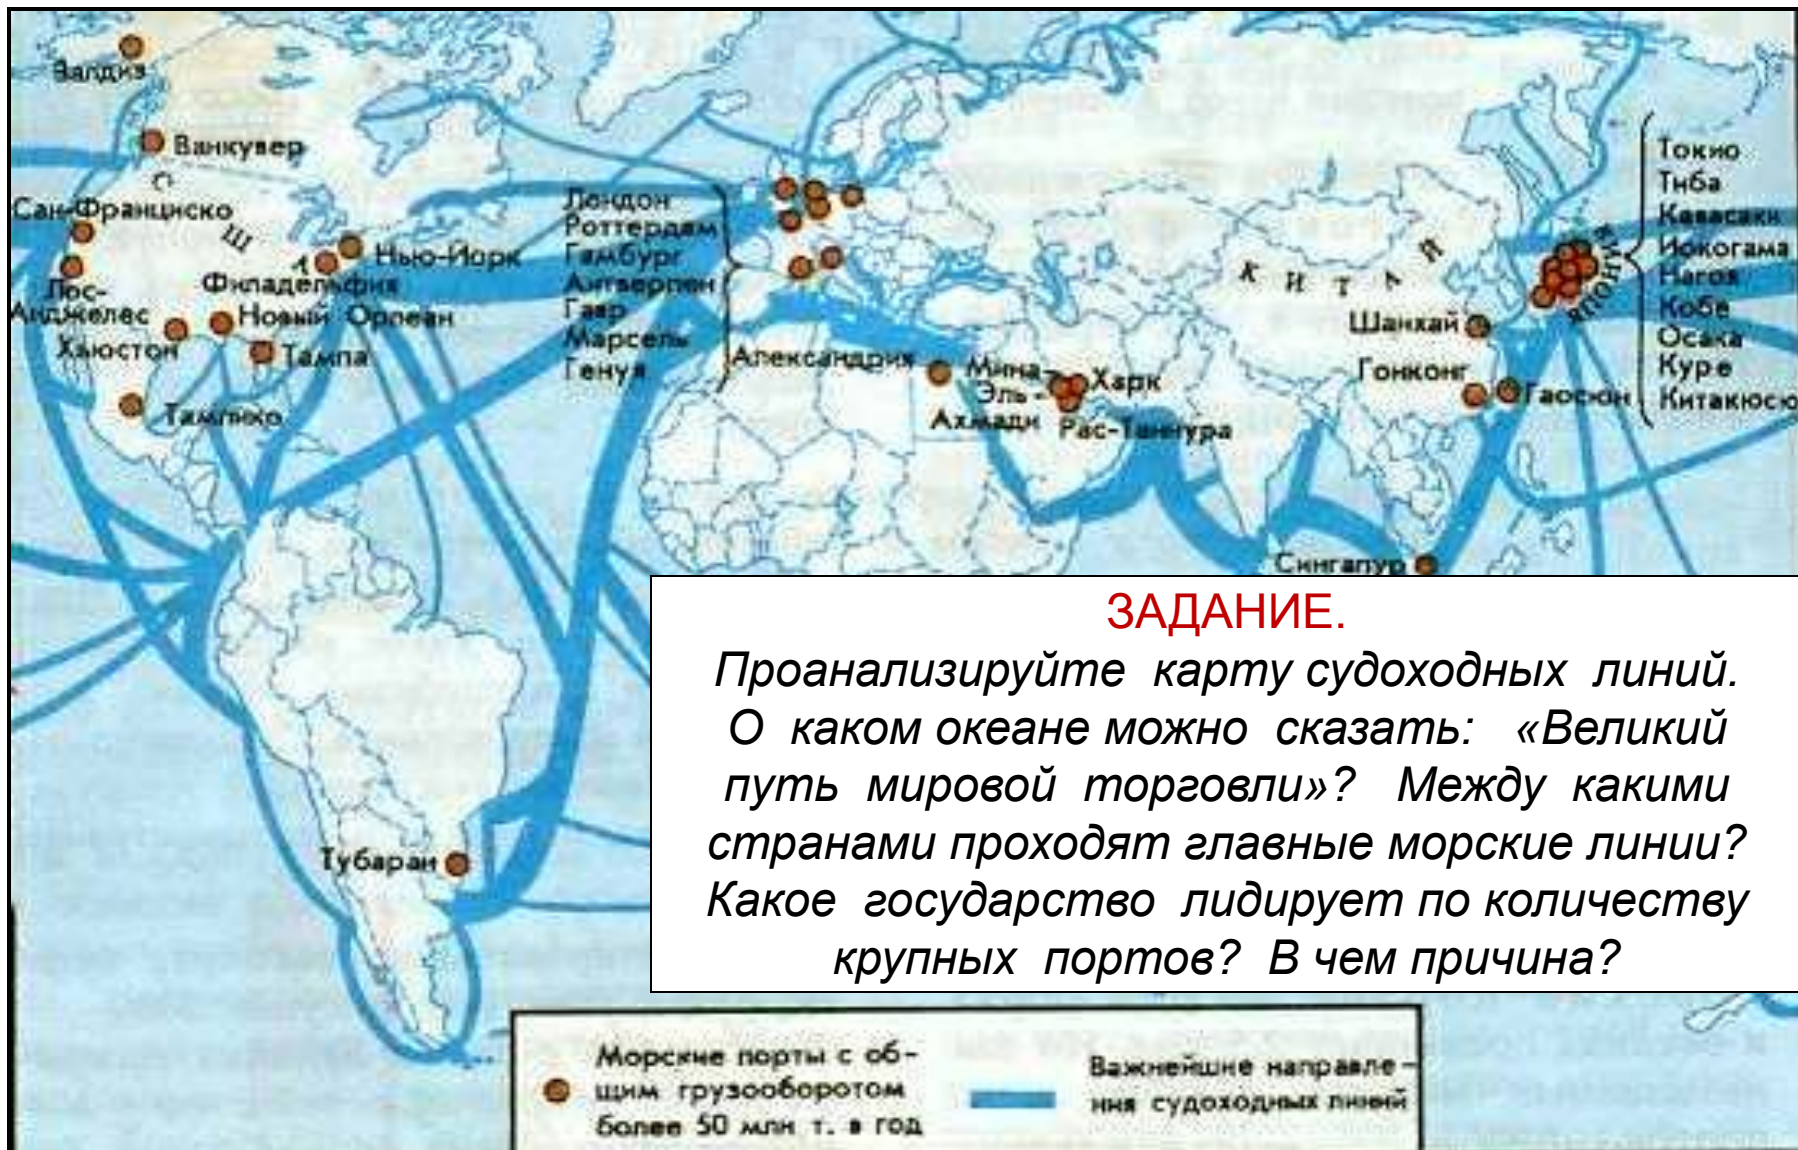 Валдиз
Ванкувер
США
Сан-Франциско
Лос-
Анджелес
Хьюстон
Тампико
Нью-Йорк
Филадельфия
Новый Орлеан
Тампа
Лондон
Роттердам
Гамбург
Антверпен
Гавр
Марсель
Генуя
Александрия
Мина-
Эль-
Ахмади
Харк
Рас-Таннура
КИТАЙ
Шанхай
Гонконг
Гаосюн
Сингапур
ЯПОНИЯ
Токио
Тиба
Кавасаки
Иокогама
Нагоя
Кобе
Осака
Куре
Китакюсю
Тубаран
ЗАДАНИЕ.
Проанализируйте карту судоходных линий.
О каком океане можно сказать: «Великий
путь мировой торговли»? Между какими
странами проходят главные морские линии?
Какое государство лидирует по количеству
крупных портов? В чем причина?
Морские порты с об-
щим грузооборотом
более 50 млн т. в год
Важнейшие направле-
ния судоходных линий